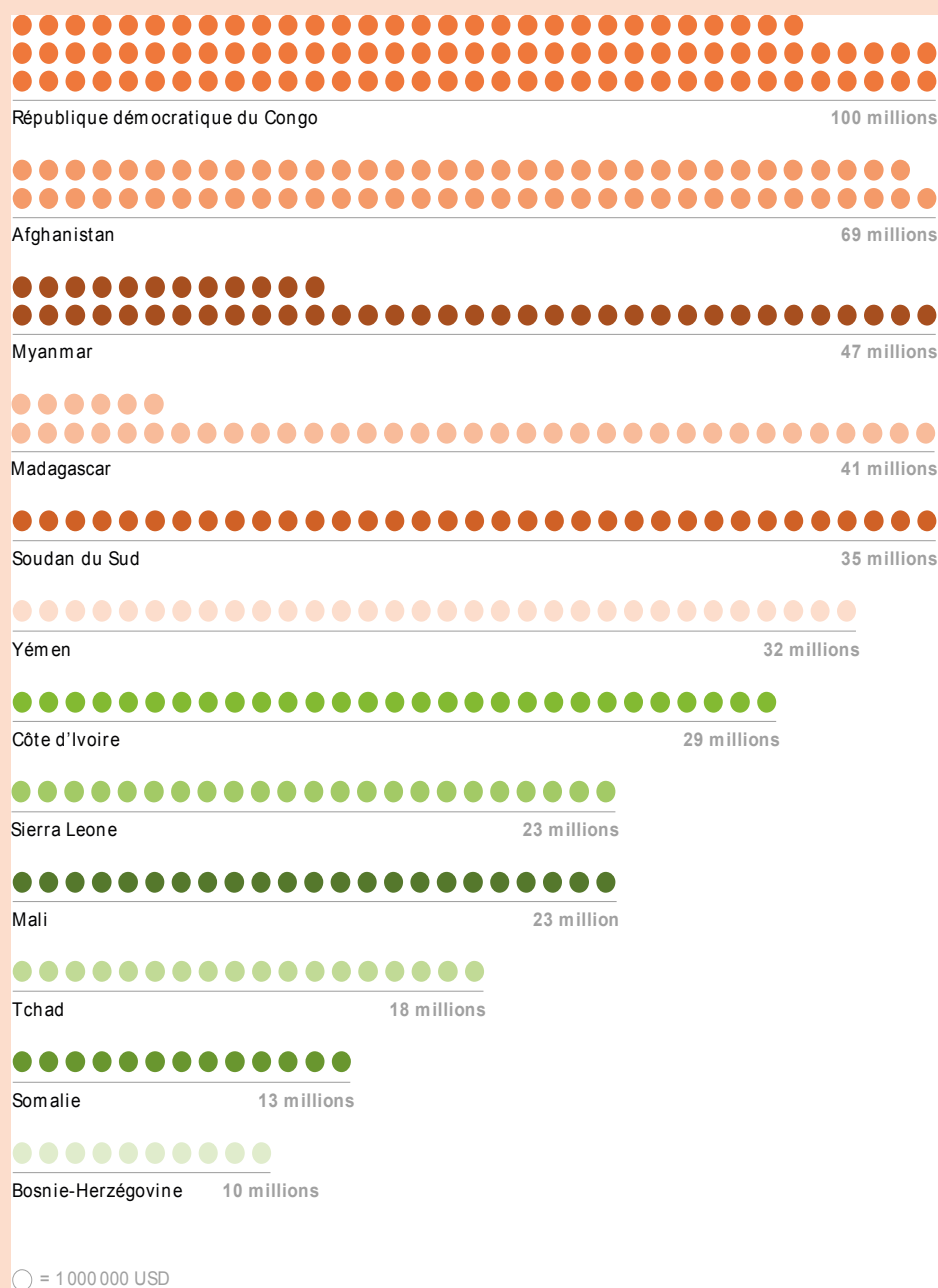 République démocratique du Congo 100 millions
Afghanistan 69 millions
Myanmar 47 millions
Madagascar 41 millions
Soudan du Sud 35 millions
Yémen 32 millions
Côte d’Ivoire 29 millions
Sierra Leone 23 millions
Mali 23 million
Tchad 18 millions
Somalie 13 millions
Bosnie-Herzégovine 10 millions
= 1 000 000 USD